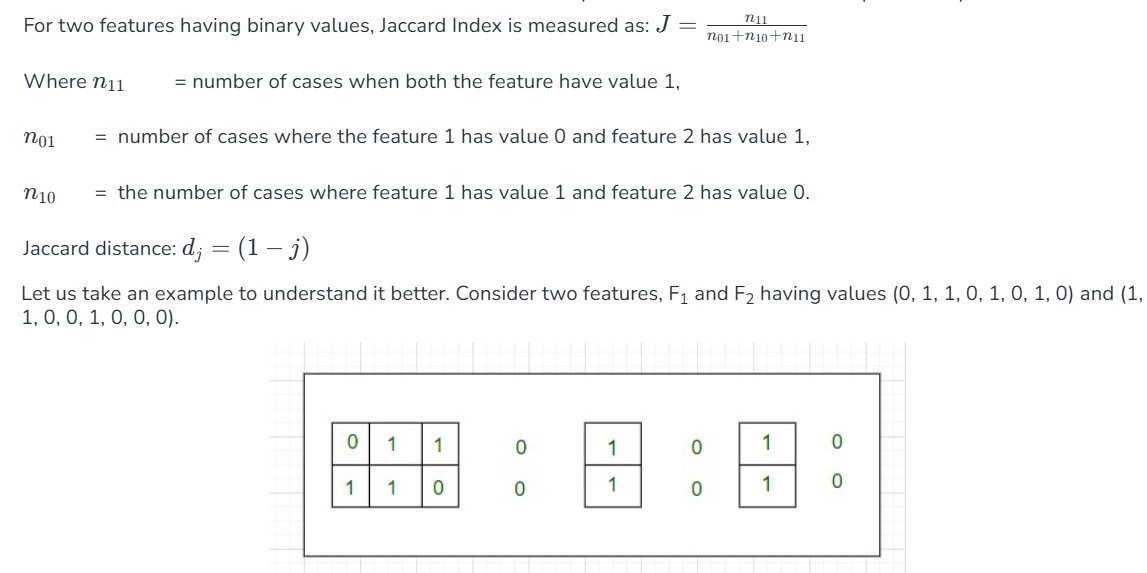 For two features having binary values, Jaccard Index is measured as: J = n11 / (n01+n10+n11)
Where n11 = number of cases when both the feature have value 1,
n01 = number of cases where the feature 1 has value 0 and feature 2 has value 1,
n10 = the number of cases where feature 1 has value 1 and feature 2 has value 0.
Jaccard distance: dj = (1 − j)
Let us take an example to understand it better. Consider two features, F1 and F2 having values (0, 1, 1, 0, 1, 0, 1, 0) and (1,
1, 0, 0, 1, 0, 0, 0).
0 1 1 0 1 0 1 0
1 1 0 0 1 0 1 0